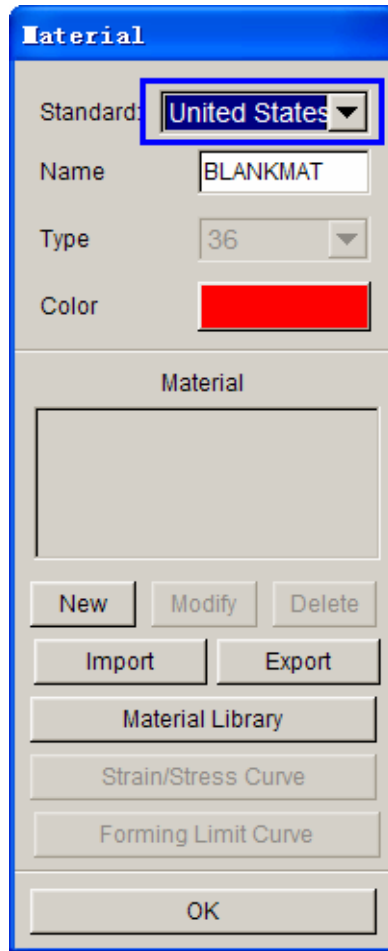 Material
Standard: United States
Name BLANKMAT
Type 36
Color
Material
New Modify Delete
Import Export
Material Library
Strain/Stress Curve
Forming Limit Curve
OK